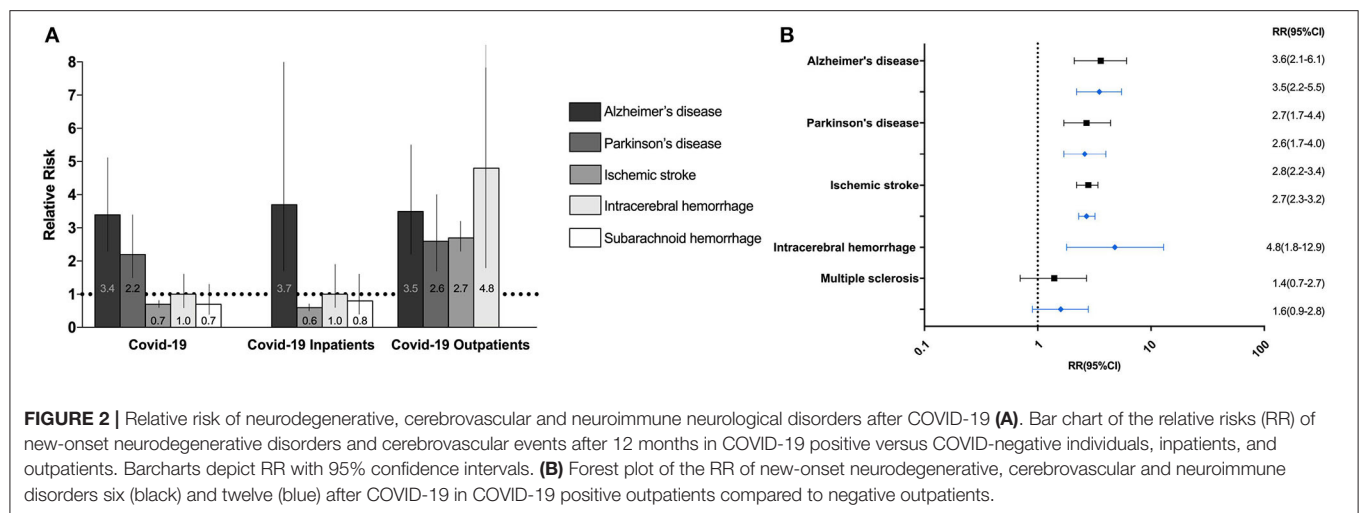 A
8
7
6
5
4
3
2
1
0
Relative Risk
3.4
2.2
0.7
1.0
0.7
3.7
0.6
1.0
0.8
3.5
2.6
2.7
4.8
Covid-19
Covid-19 Inpatients
Covid-19 Outpatients
Alzheimer's disease
Parkinson's disease
Ischemic stroke
Intracerebral hemorrhage
Subarachnoid hemorrhage
B
RR(95%CI)
Alzheimer's disease
3.6(2.1-6.1)
3.5(2.2-5.5)
Parkinson's disease
2.7(1.7-4.4)
2.6(1.7-4.0)
Ischemic stroke
2.8(2.2-3.4)
2.7(2.3-3.2)
Intracerebral hemorrhage
4.8(1.8-12.9)
Multiple sclerosis
1.4(0.7-2.7)
1.6(0.9-2.8)
0.1
1
10
100
RR(95%CI)
FIGURE 2 | Relative risk of neurodegenerative, cerebrovascular and neuroimmune neurological disorders after COVID-19 (A). Bar chart of the relative risks (RR) of
new-onset neurodegenerative disorders and cerebrovascular events after 12 months in COVID-19 positive versus COVID-negative individuals, inpatients, and
outpatients. Barcharts depict RR with 95% confidence intervals. (B) Forest plot of the RR of new-onset neurodegenerative, cerebrovascular and neuroimmune
disorders six (black) and twelve (blue) after COVID-19 in COVID-19 positive outpatients compared to negative outpatients.